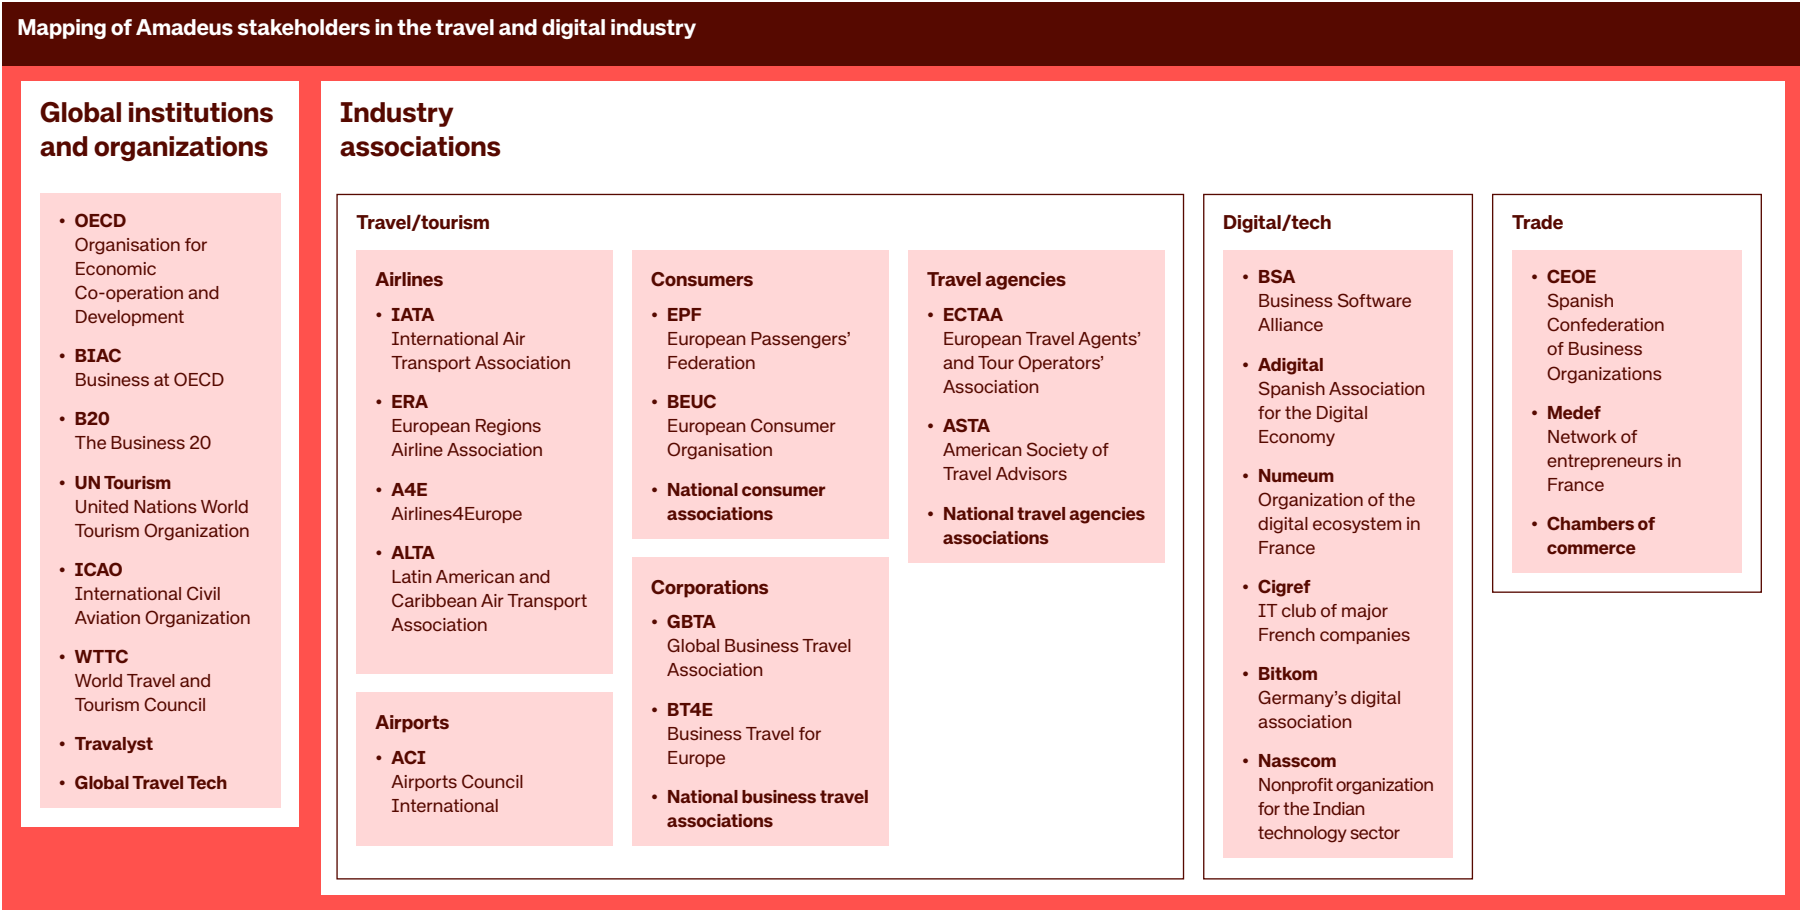 Mapping of Amadeus stakeholders in the travel and digital industry
Global institutions
and organizations
• OECD
Organisation for
Economic
Co-operation and
Development
• BIAC
Business at OECD
• B20
The Business 20
• UN Tourism
United Nations World
Tourism Organization
• ICAO
International Civil
Aviation Organization
• WTTC
World Travel and
Tourism Council
• Travalyst
• Global Travel Tech
Industry
associations
Travel/tourism
Airlines
• IATA
International Air
Transport Association
• ERA
European Regions
Airline Association
• A4E
Airlines4Europe
• ALTA
Latin American and
Caribbean Air Transport
Association
Airports
• ACI
Airports Council
International
Consumers
• EPF
European Passengers’
Federation
• BEUC
European Consumer
Organisation
• National consumer
associations
Corporations
• GBTA
Global Business Travel
Association
• BT4E
Business Travel for
Europe
• National business travel
associations
Travel agencies
• ECTAA
European Travel Agents’
and Tour Operators’
Association
• ASTA
American Society of
Travel Advisors
• National travel agencies
associations
Digital/tech
• BSA
Business Software
Alliance
• Adigital
Spanish Association
for the Digital
Economy
• Numeum
Organization of the
digital ecosystem in
France
• Cigref
IT club of major
French companies
• Bitkom
Germany’s digital
association
• Nasscom
Nonprofit organization
for the Indian
technology sector
Trade
• CEOE
Spanish
Confederation
of Business
Organizations
• Medef
Network of
entrepreneurs in
France
• Chambers of
commerce